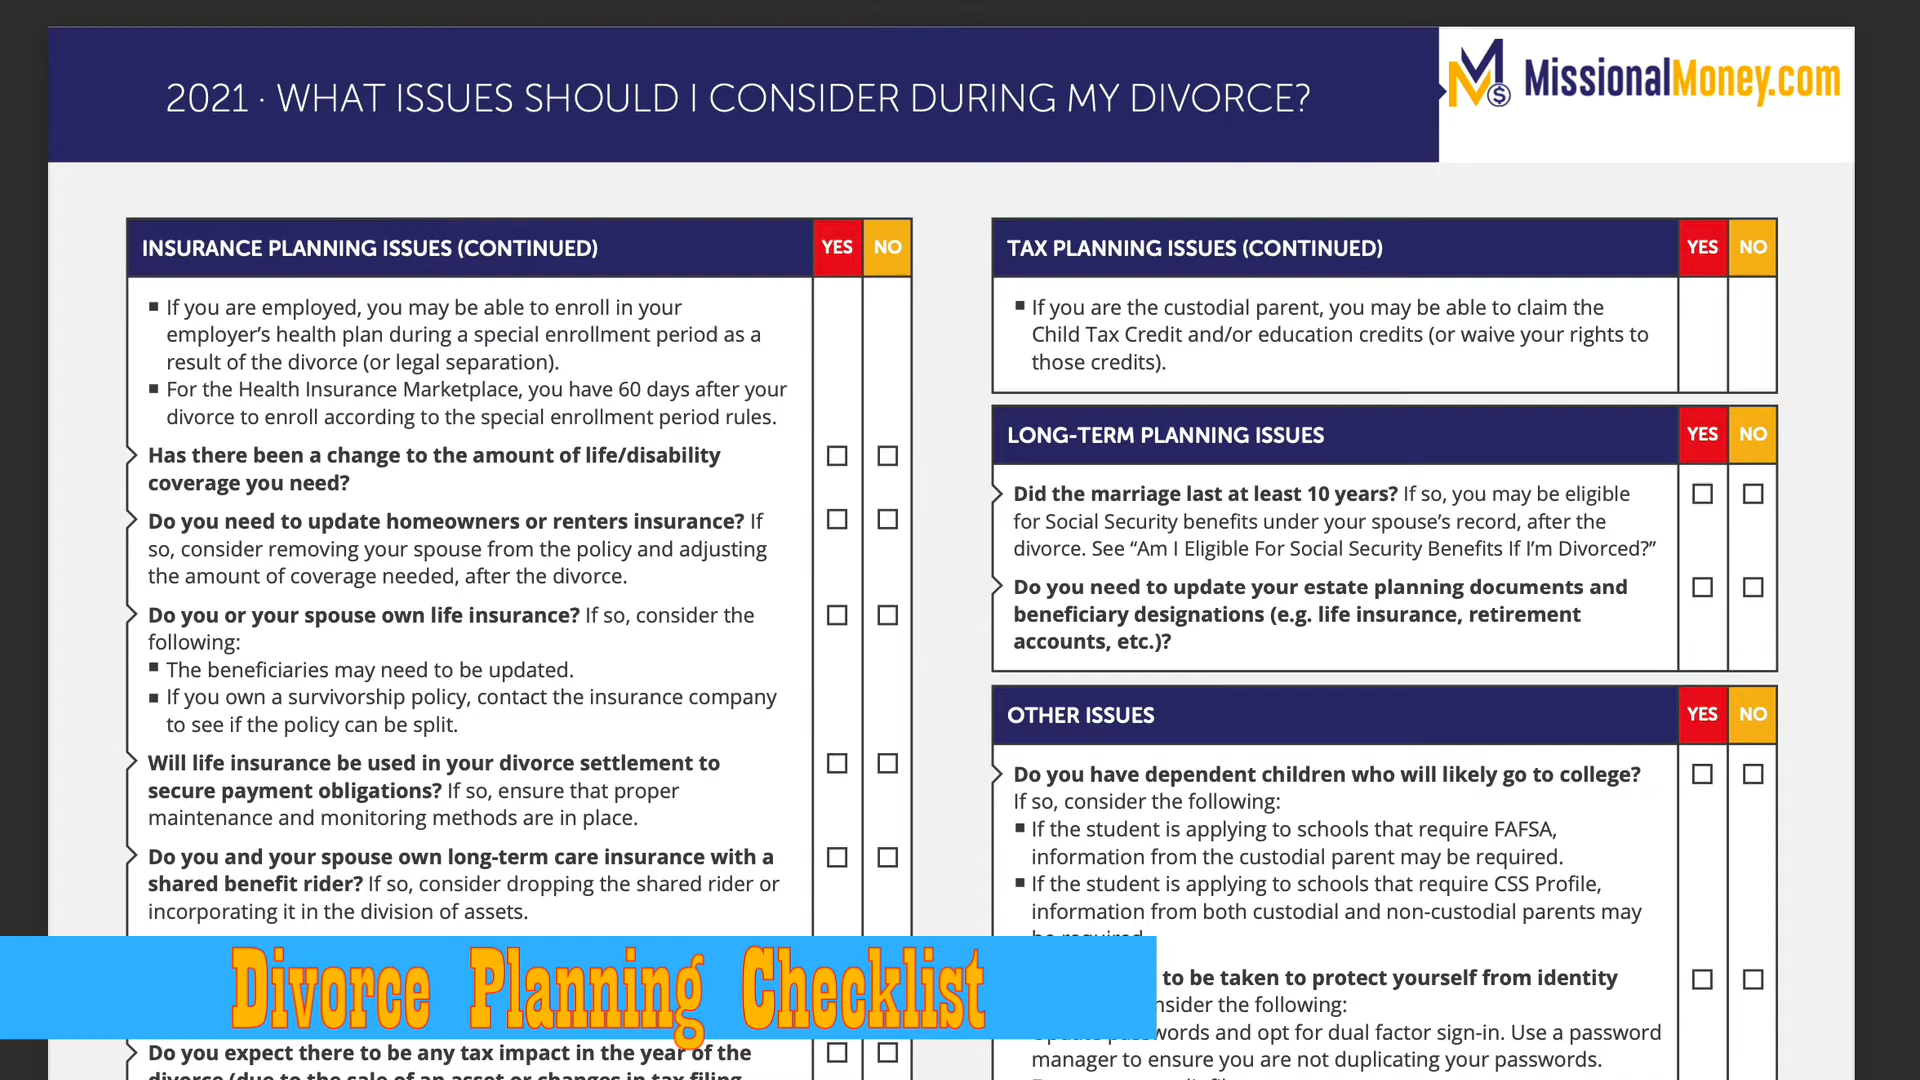 2021 · WHAT ISSUES SHOULD I CONSIDER DURING MY DIVORCE?
MissionalMoney.com
INSURANCE PLANNING ISSUES (CONTINUED) YES NO
▪ If you are employed, you may be able to enroll in your
employer’s health plan during a special enrollment period as a
result of the divorce (or legal separation).
▪ For the Health Insurance Marketplace, you have 60 days after your
divorce to enroll according to the special enrollment period rules.
Has there been a change to the amount of life/disability
coverage you need?
Do you need to update homeowners or renters insurance? If
so, consider removing your spouse from the policy and adjusting
the amount of coverage needed, after the divorce.
Do you or your spouse own life insurance? If so, consider the
following:
▪ The beneficiaries may need to be updated.
▪ If you own a survivorship policy, contact the insurance company
to see if the policy can be split.
Will life insurance be used in your divorce settlement to
secure payment obligations? If so, ensure that proper
maintenance and monitoring methods are in place.
Do you and your spouse own long-term care insurance with a
shared benefit rider? If so, consider dropping the shared rider or
incorporating it in the division of assets.
Do you expect there to be any tax impact in the year of the
divorce (due to the sale of an asset or changes in tax filing
TAX PLANNING ISSUES (CONTINUED) YES NO
▪ If you are the custodial parent, you may be able to claim the
Child Tax Credit and/or education credits (or waive your rights to
those credits).
LONG-TERM PLANNING ISSUES YES NO
Did the marriage last at least 10 years? If so, you may be eligible
for Social Security benefits under your spouse’s record, after the
divorce. See “Am I Eligible For Social Security Benefits If I’m Divorced?”
Do you need to update your estate planning documents and
beneficiary designations (e.g. life insurance, retirement
accounts, etc.)?
OTHER ISSUES YES NO
Do you have dependent children who will likely go to college?
If so, consider the following:
▪ If the student is applying to schools that require FAFSA,
information from the custodial parent may be required.
▪ If the student is applying to schools that require CSS Profile,
information from both custodial and non-custodial parents may
be required.
to be taken to protect yourself from identity
consider the following:
Update passwords and opt for dual factor sign-in. Use a password
manager to ensure you are not duplicating your passwords.
Divorce Planning Checklist